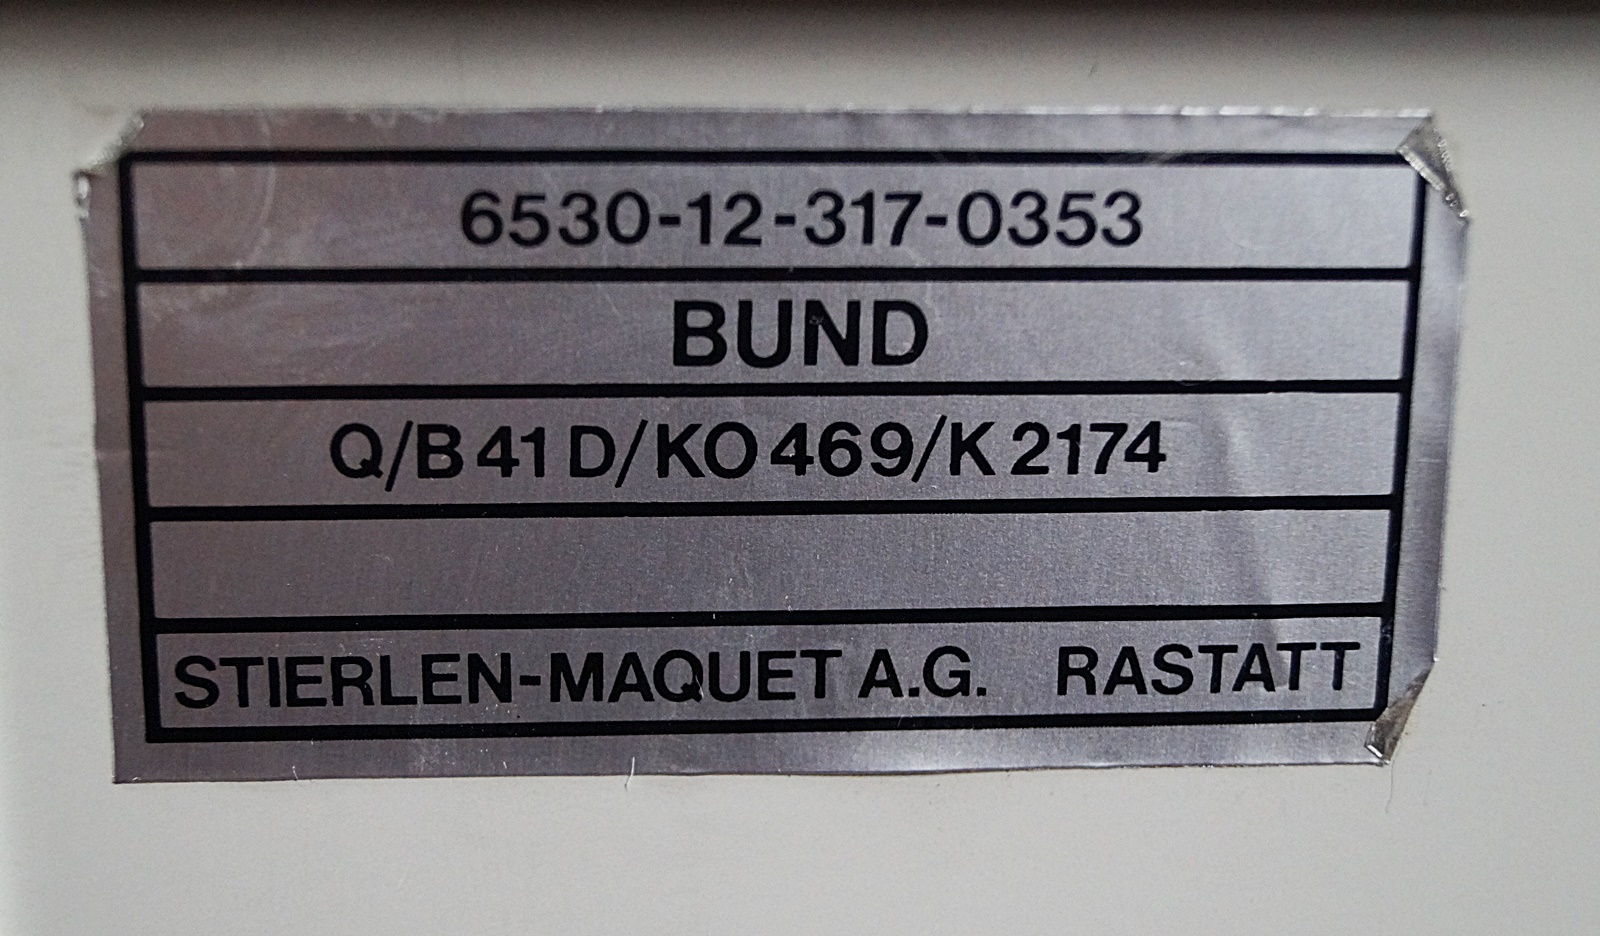 6530-12-317-0353
BUND
Q/B 41 D/KO 469/K 2174
STIERLEN-MAQUET A.G. RASTATT